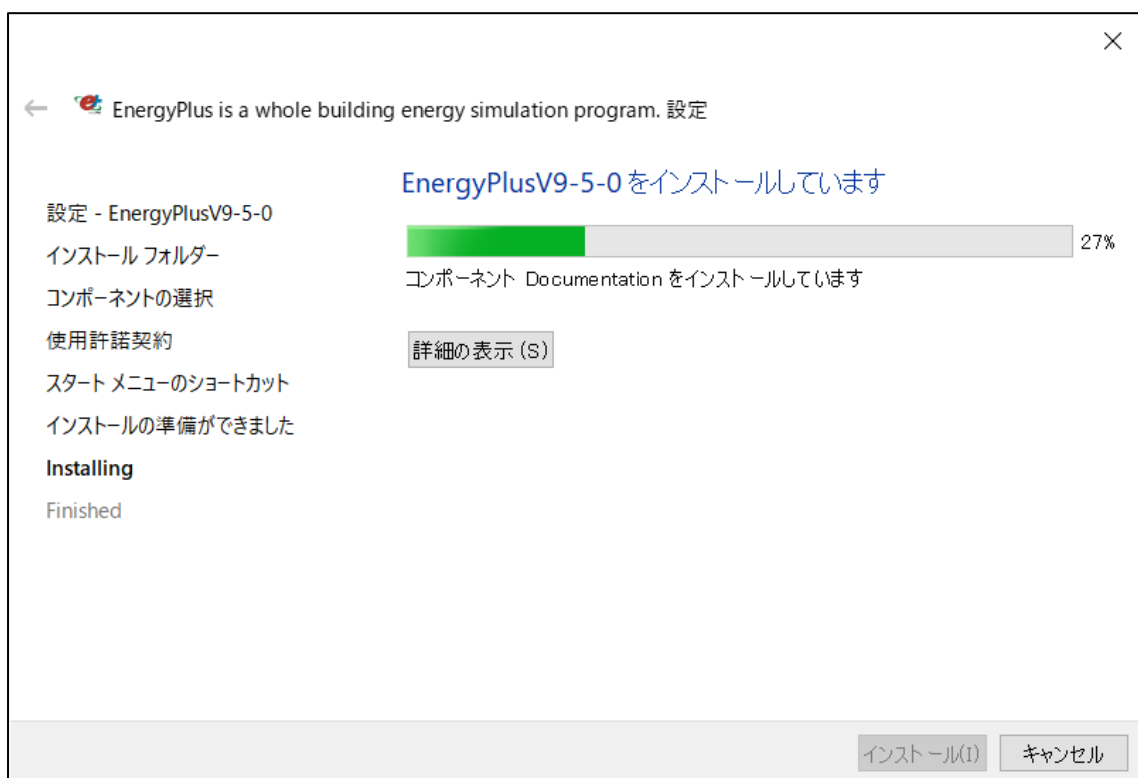 EnergyPlus is a whole building energy simulation program. 設定
EnergyPlusV9-5-0 をインストールしています
27%
コンポーネント Documentation をインストールしています
詳細の表示(S)
設定 - EnergyPlusV9-5-0
インストール フォルダー
コンポーネントの選択
使用許諾契約
スタート メニューのショートカット
インストールの準備ができました
Installing
Finished
インストール(I)
キャンセル